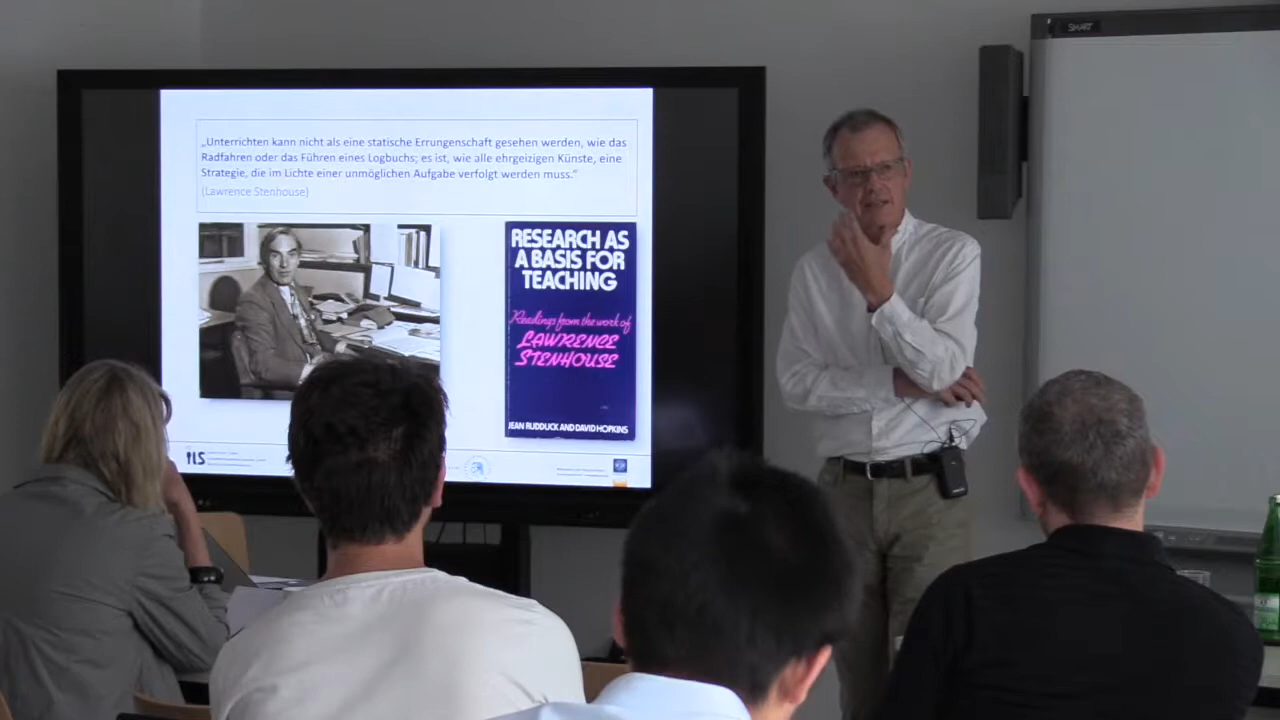 SMART
„Unterrichten kann nicht als eine statische Errungenschaft gesehen werden, wie das
Radfahren oder das Führen eines Logbuchs; es ist, wie alle ehrgeizigen Künste, eine
Strategie, die im Lichte einer unmöglichen Aufgabe verfolgt werden muss.“
(Lawrence Stenhouse)
RESEARCH AS
A BASIS FOR
TEACHING
Readings from the work of
LAWRENCE
STENHOUSE
JEAN RUDDUCK AND DAVID HOPKINS
ILS